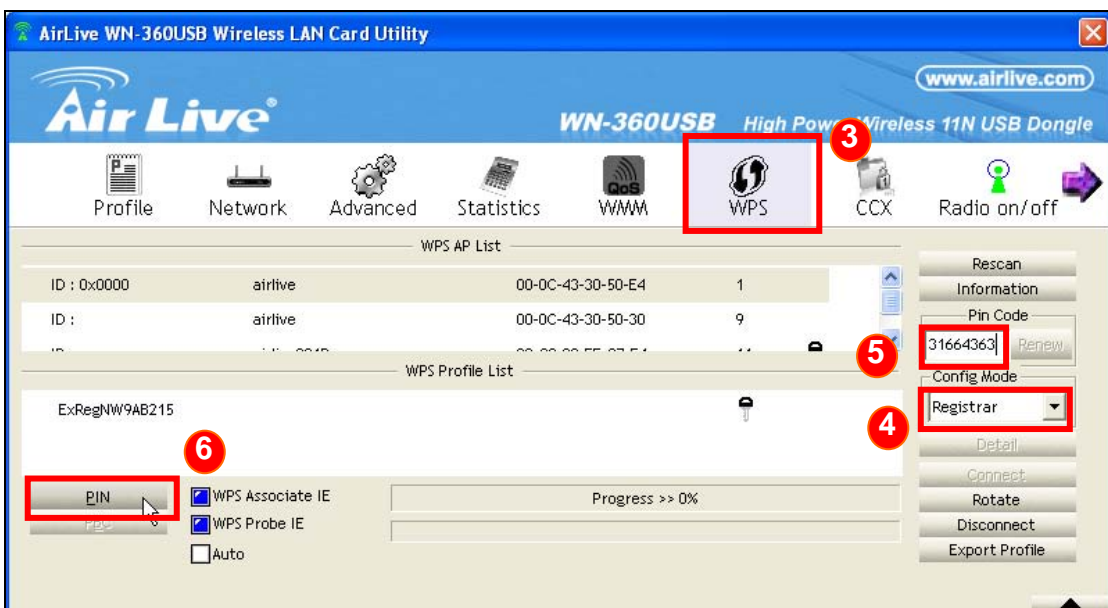 AirLive WN-360USB Wireless LAN Card Utility
www.airlive.com
Air Live®
WN-360USB High Power Wireless 11N USB Dongle
3
Profile Network Advanced Statistics QoS WMM WPS CCX Radio on/off
WPS AP List
Rescan
ID : 0x0000 airlive 00-0C-43-30-50-E4 1
Information
ID : airlive 00-0C-43-30-50-30 9
Pin Code
5
31664363 Renew
WPS Profile List
Config Mode
ExRegNW9AB215
Registrar
4
6
Detail
Connect
PIN WPS Associate IE Progress >> 0%
Rotate
WPS Probe IE
Disconnect
Auto
Export Profile